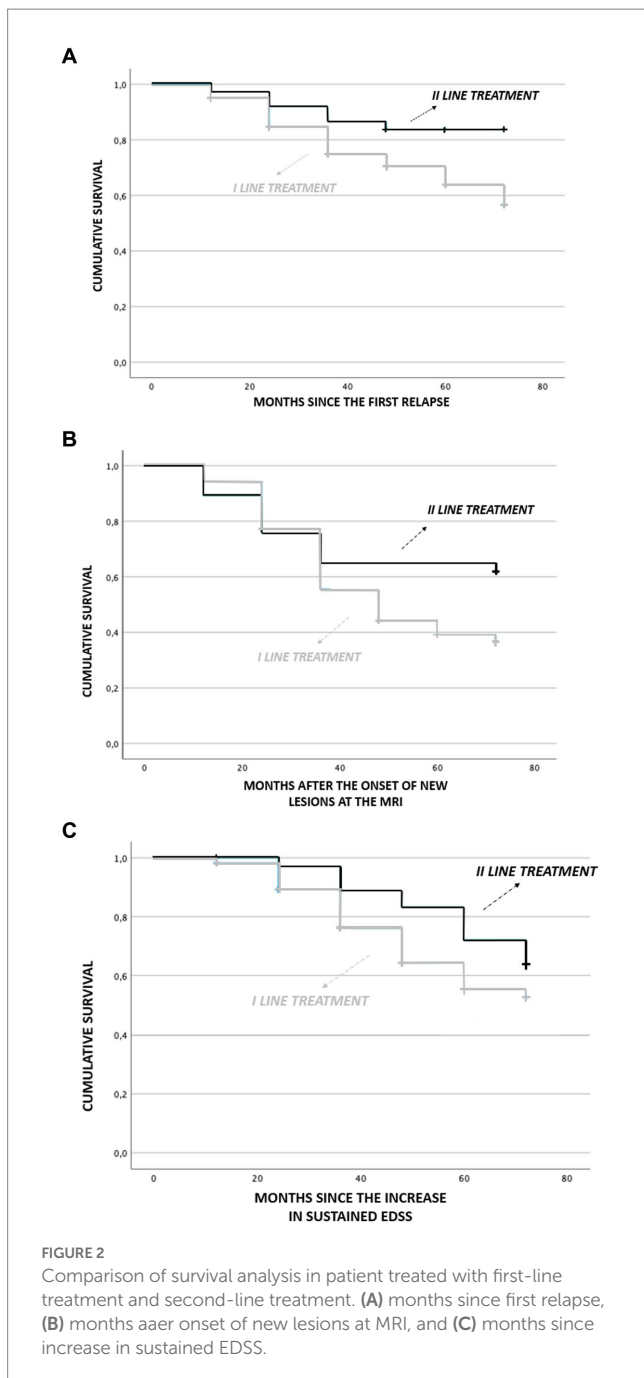 A
1,0
II LINE TREATMENT
0,8
I LINE TREATMENT
0,6
0,4
0,2
0,0
CUMULATIVE SURVIVAL
0 20 40 60 80
MONTHS SINCE THE FIRST RELAPSE
B
1,0
II LINE TREATMENT
0,8
0,6
0,4
I LINE TREATMENT
0,2
0,0
CUMULATIVE SURVIVAL
0 20 40 60 80
MONTHS AFTER THE ONSET OF NEW
LESIONS AT THE MRI
C
1,0
II LINE TREATMENT
0,8
0,6
I LINE TREATMENT
0,4
0,2
0,0
CUMULATIVE SURVIVAL
0 20 40 60 80
MONTHS SINCE THE INCREASE
IN SUSTAINED EDSS
FIGURE 2
Comparison of survival analysis in patient treated with first-line
treatment and second-line treatment. (A) months since first relapse,
(B) months aaer onset of new lesions at MRI, and (C) months since
increase in sustained EDSS.